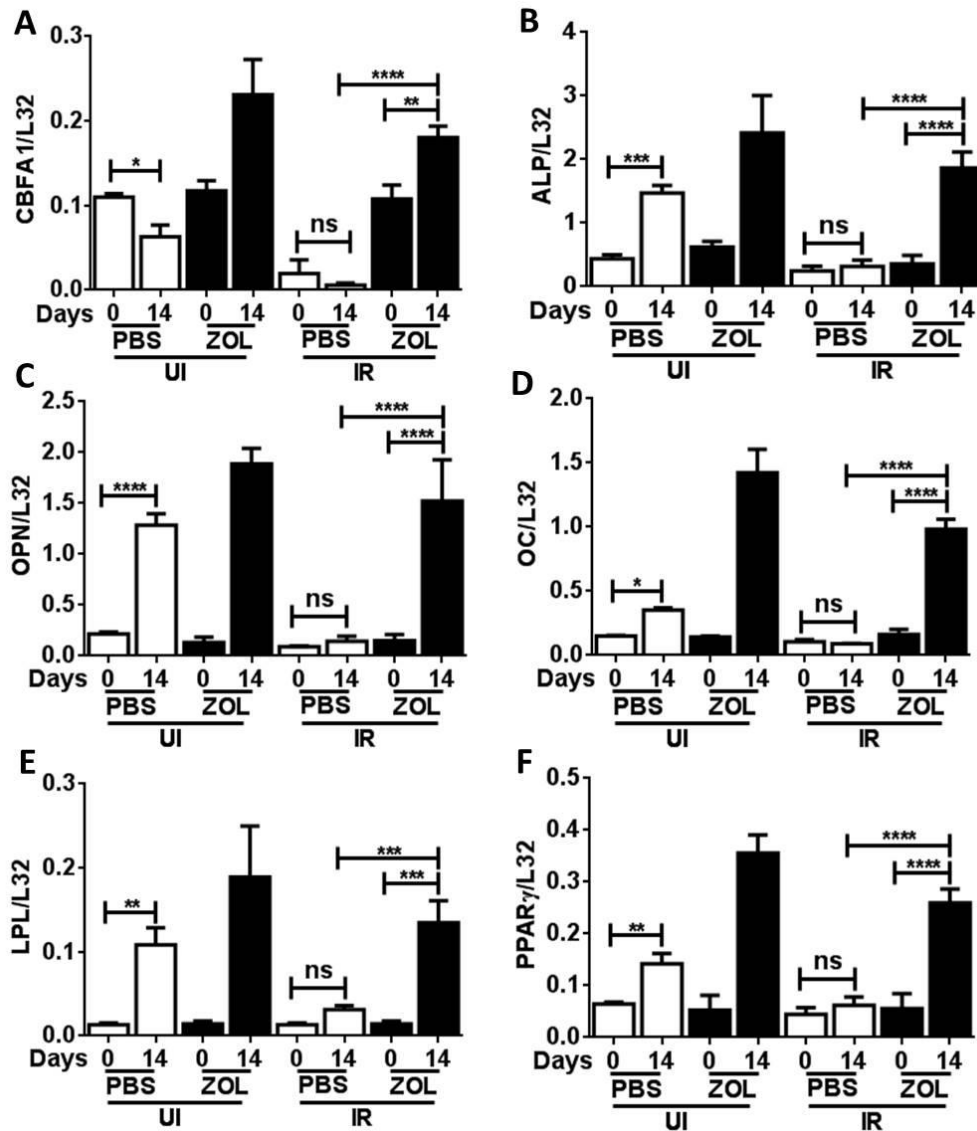 A
CBFA1/L32
0.3
0.2
0.1
0.0
*
ns
****
**
Days 0 14 0 14 0 14 0 14
PBS ZOL PBS ZOL
UI IR
B
ALP/L32
4
3
2
1
0
***
ns
****
****
Days 0 14 0 14 0 14 0 14
PBS ZOL PBS ZOL
UI IR
C
OPN/L32
2.5
2.0
1.5
1.0
0.5
0.0
****
ns
****
****
Days 0 14 0 14 0 14 0 14
PBS ZOL PBS ZOL
UI IR
D
OC/L32
2.0
1.5
1.0
0.5
0.0
*
ns
****
****
Days 0 14 0 14 0 14 0 14
PBS ZOL PBS ZOL
UI IR
E
LPL/L32
0.3
0.2
0.1
0.0
**
ns
***
***
Days 0 14 0 14 0 14 0 14
PBS ZOL PBS ZOL
UI IR
F
PPARγ/L32
0.5
0.4
0.3
0.2
0.1
0.0
**
ns
****
****
Days 0 14 0 14 0 14 0 14
PBS ZOL PBS ZOL
UI IR